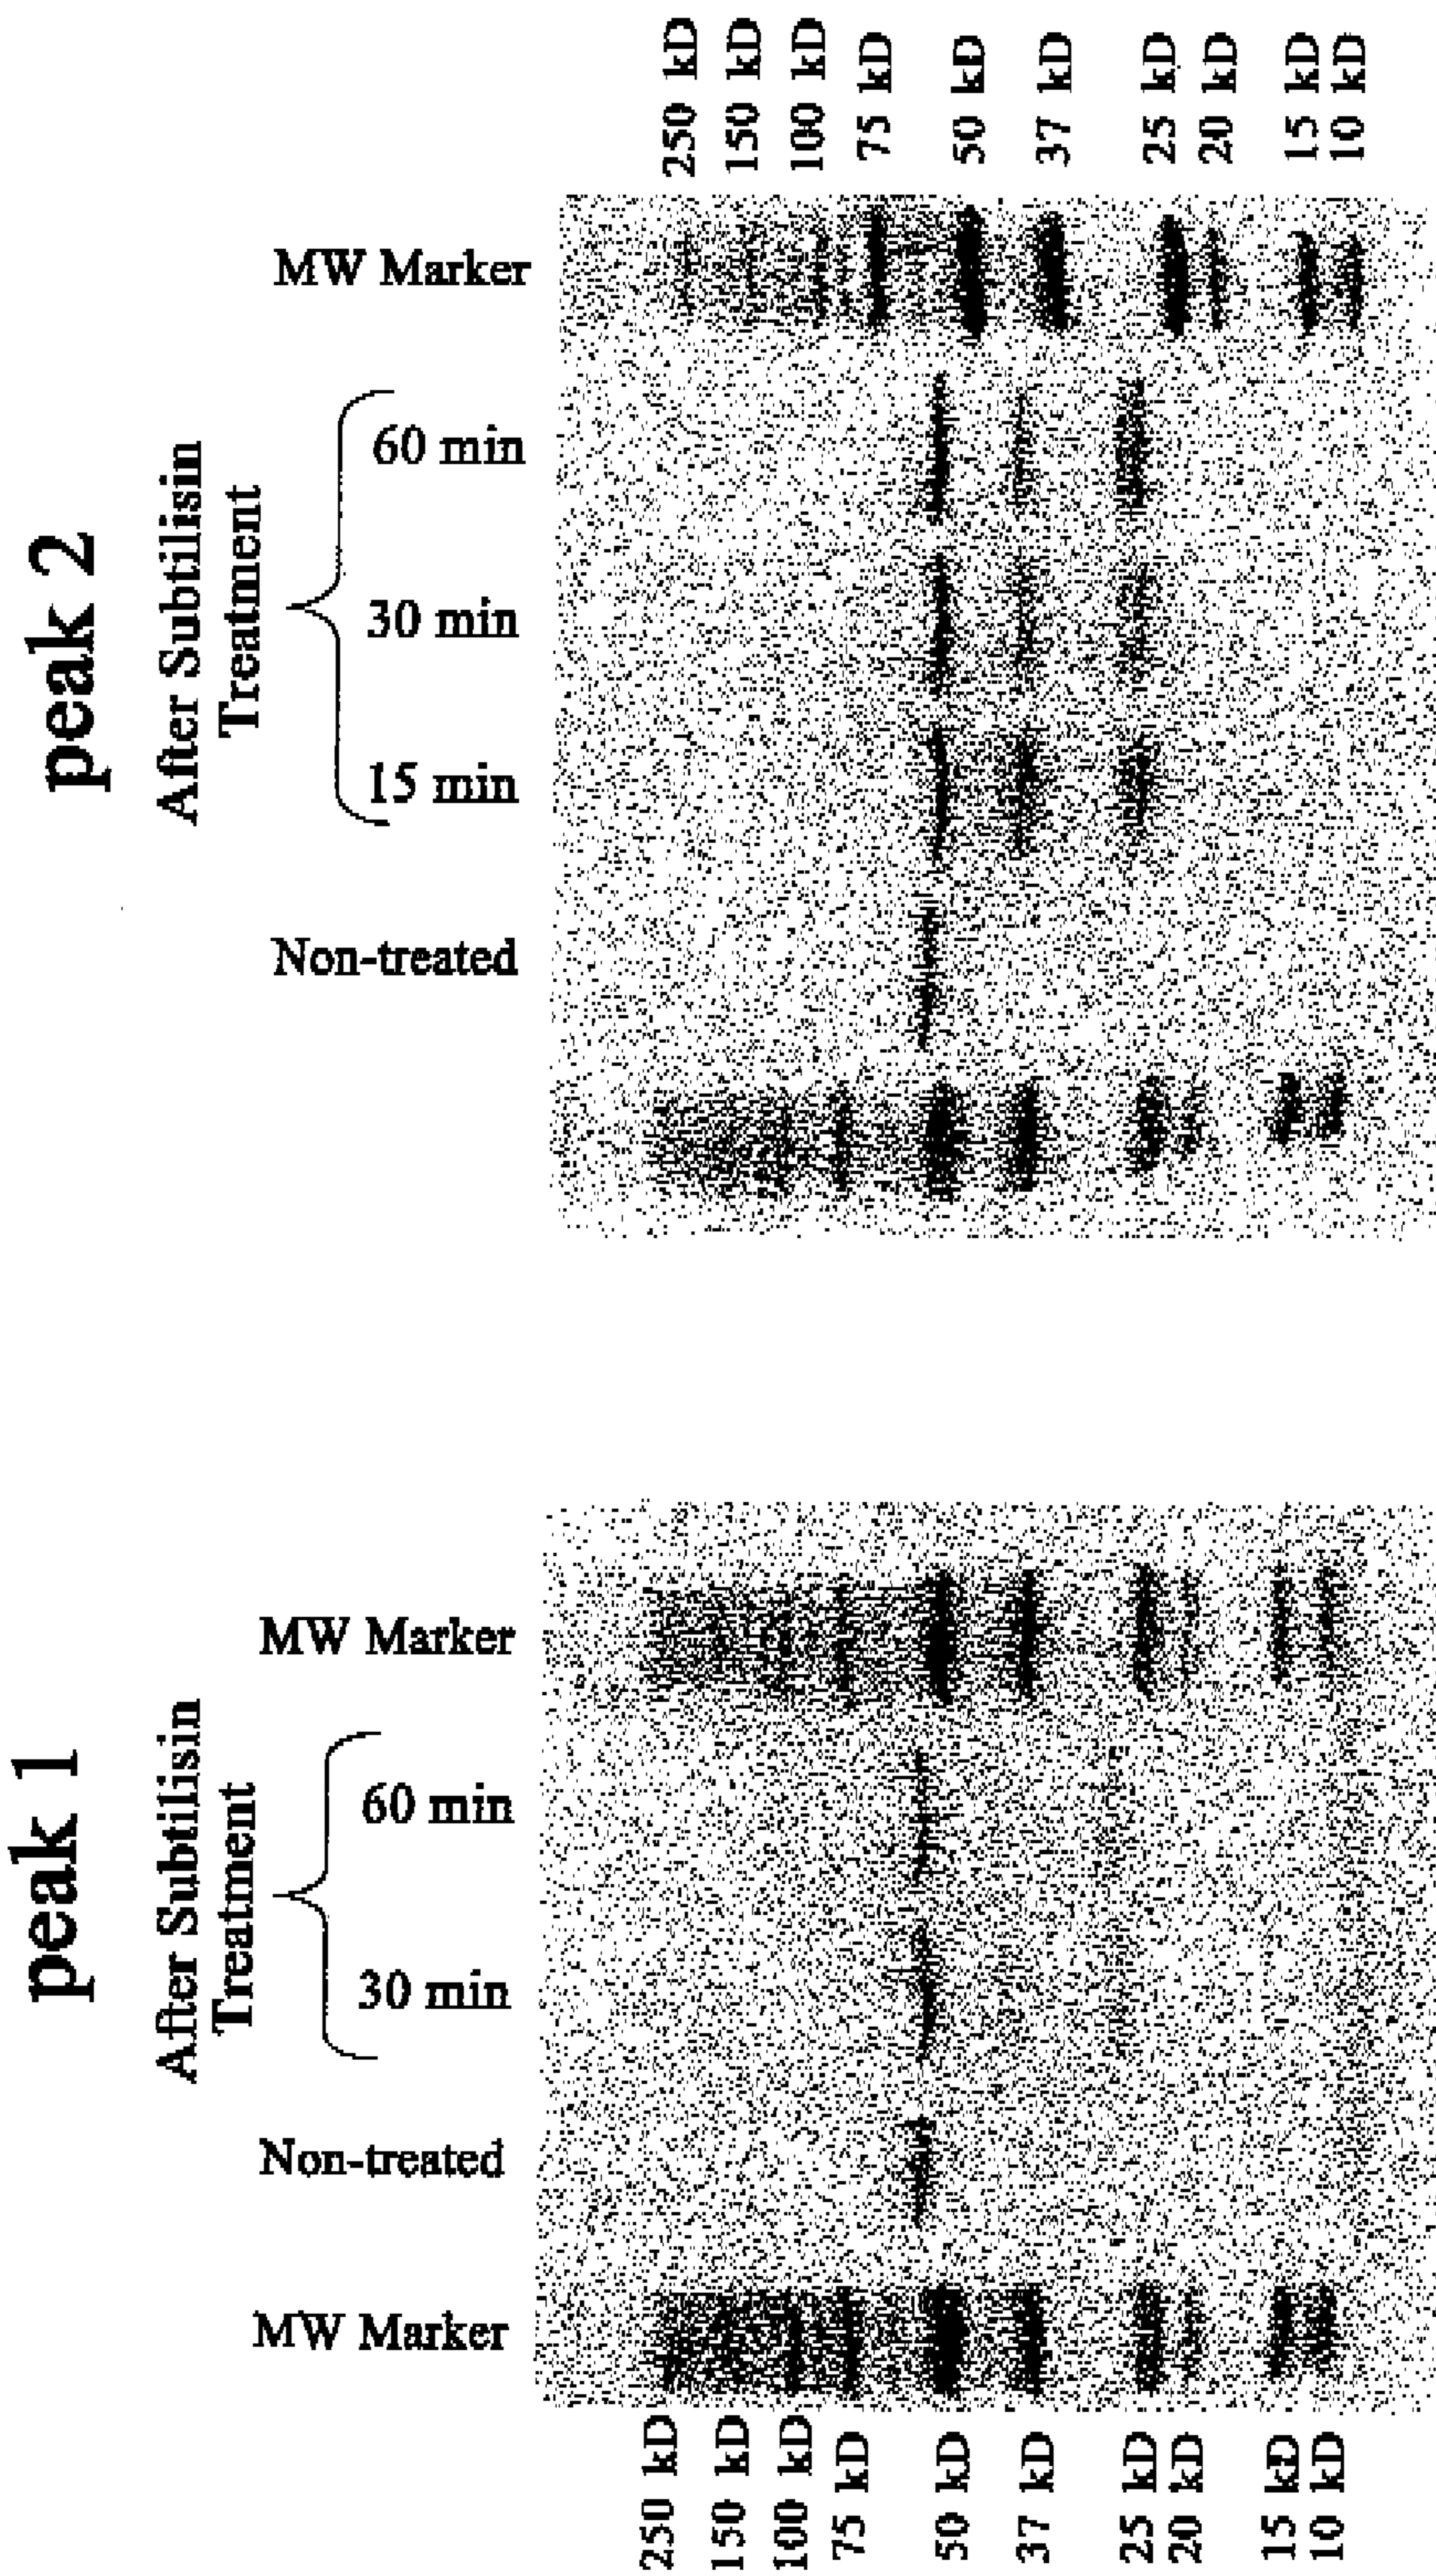 peak 1
After Subtilisin
Treatment
MW Marker
Non-treated
30 min
60 min
MW Marker
250 kD
150 kD
100 kD
75 kD
50 kD
37 kD
25 kD
20 kD
15 kD
10 kD
peak 2
After Subtilisin
Treatment
Non-treated
15 min
30 min
60 min
MW Marker
250 kD
150 kD
100 kD
75 kD
50 kD
37 kD
25 kD
20 kD
15 kD
10 kD